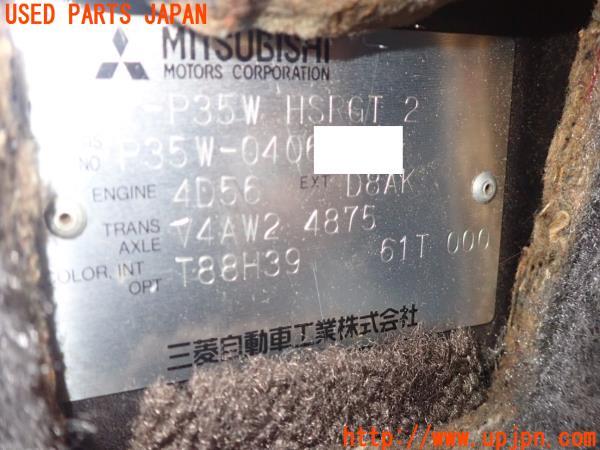 USED PARTS JAPAN
MITSUBISHI
MOTORS CORPORATION
-P35W HSRGT 2
NO P35W-0406
ENGINE 4D56 EXT D8AK
TRANS AXLE V4AW2 4875
COLOR, INT OPT T88H39 61T 000
三菱自動車工業株式会社
http://www.upjpn.com/